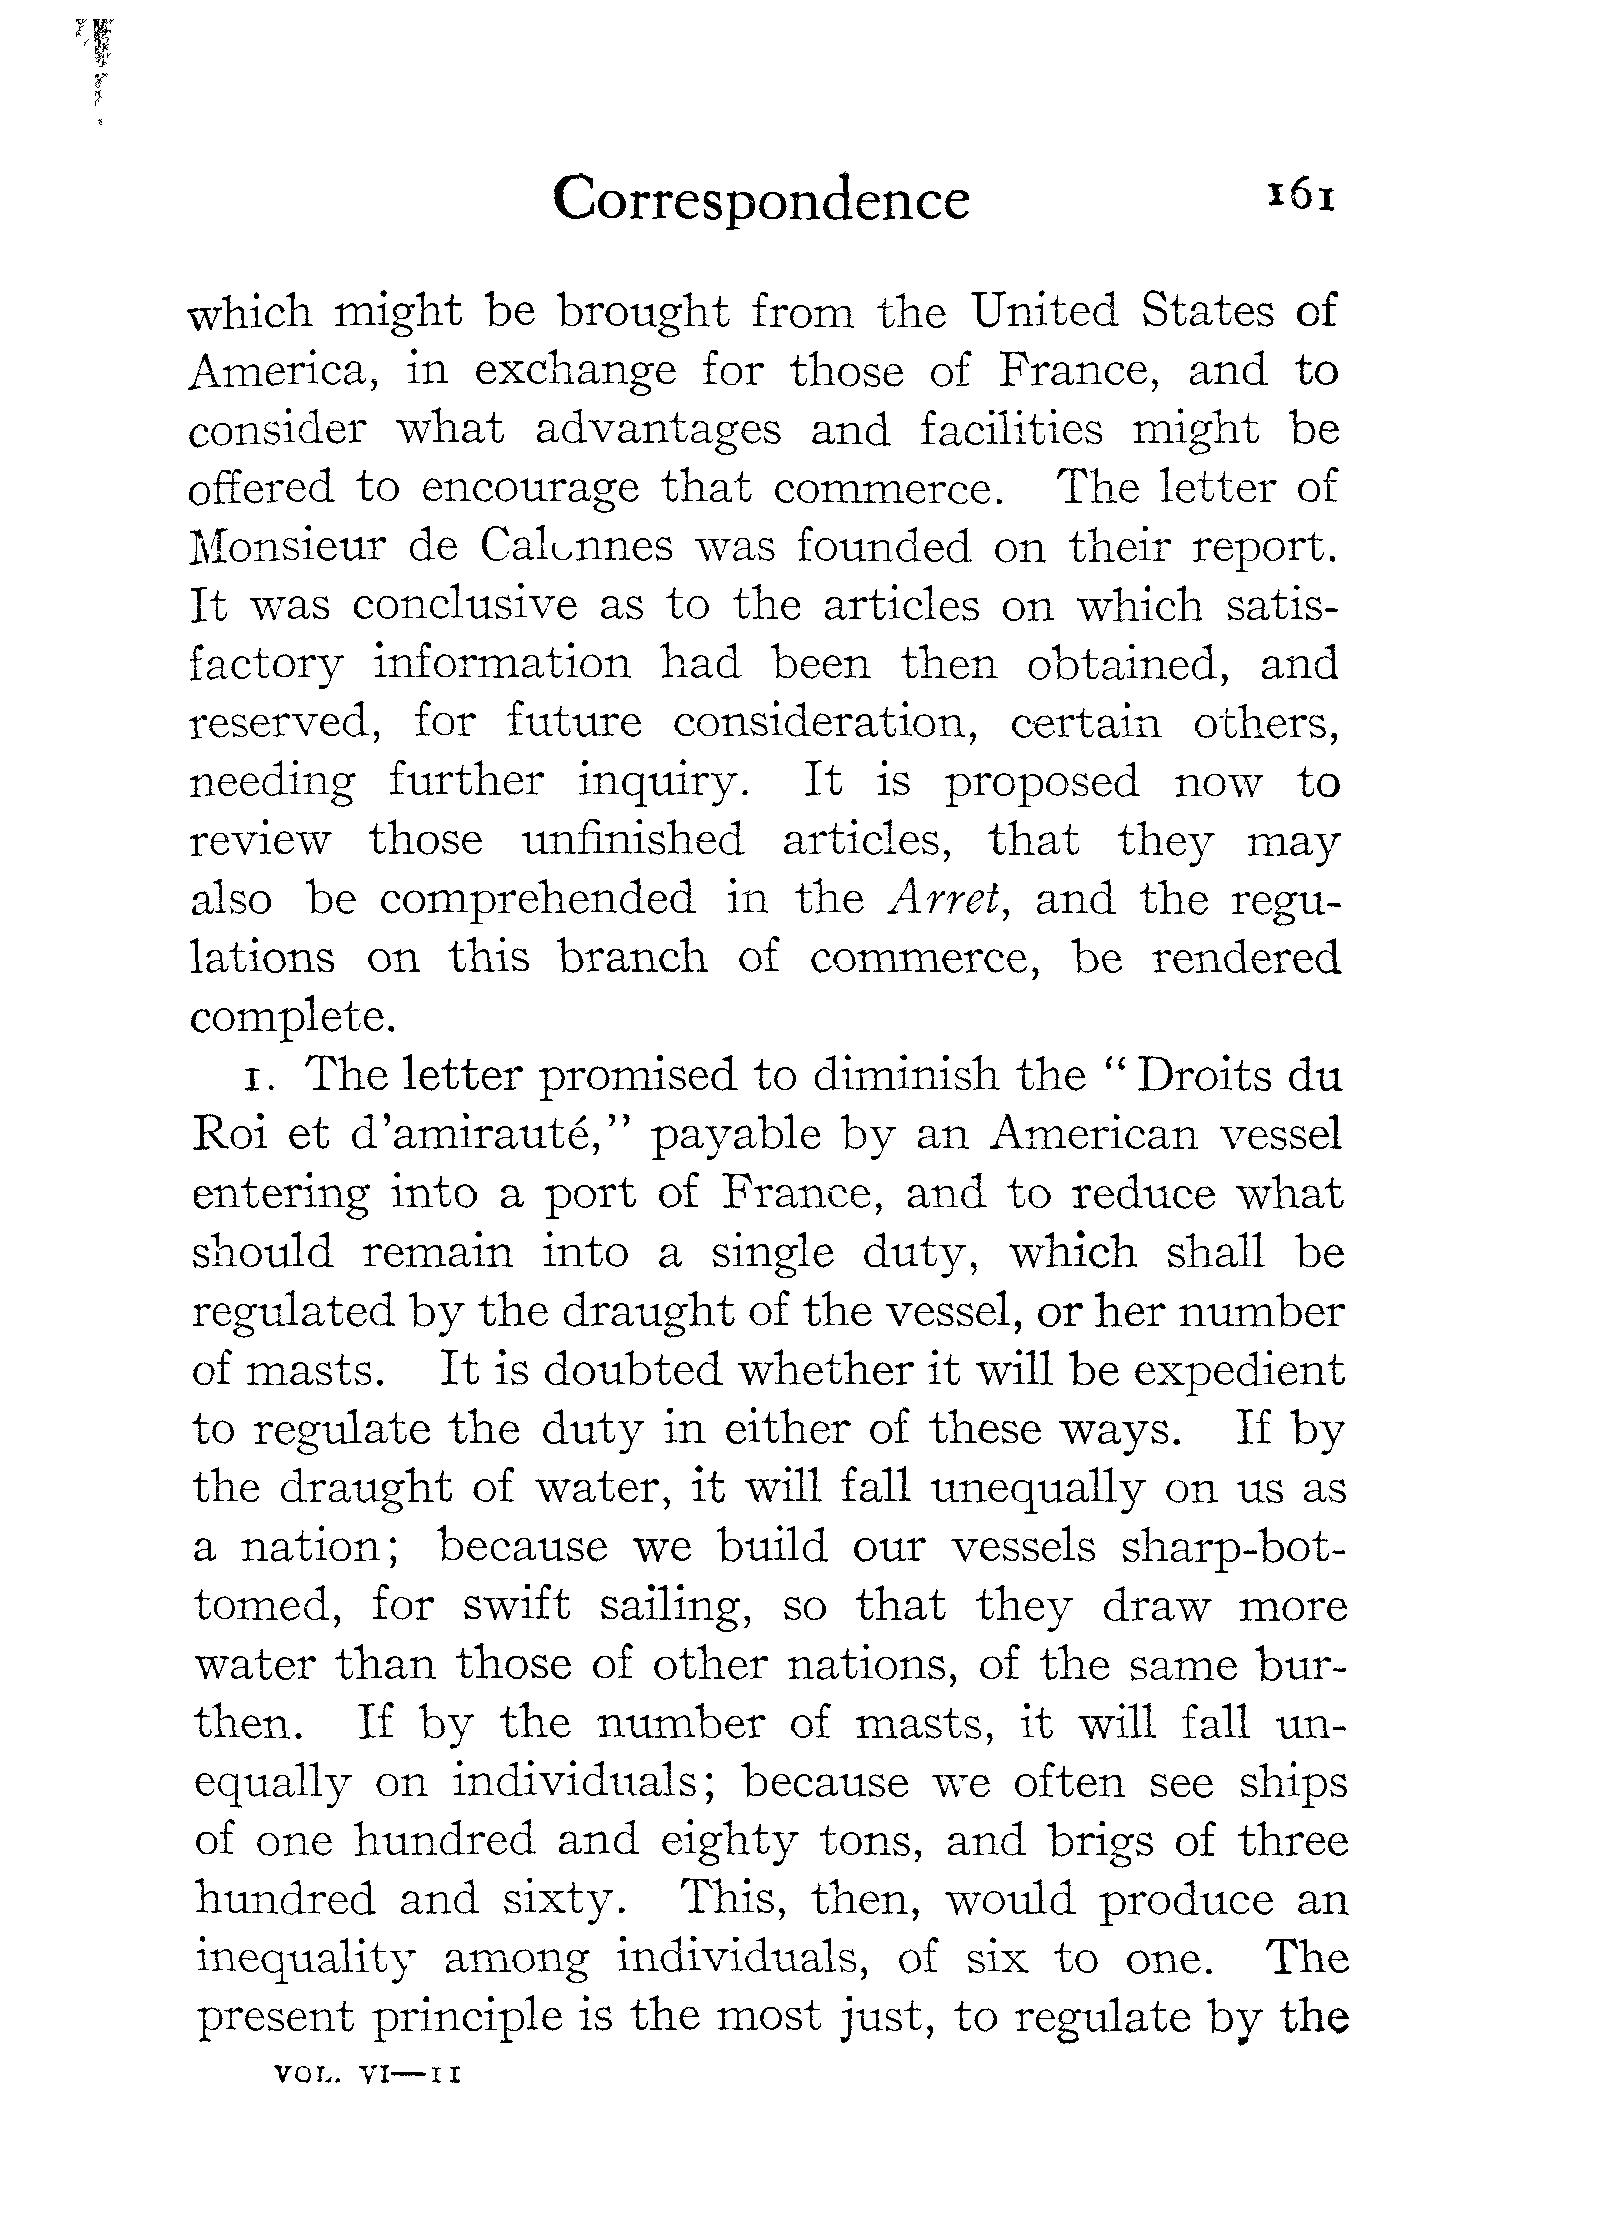 Correspondence 161
which might be brought from the United States of
America, in exchange for those of France, and to
consider what advantages and facilities might be
offered to encourage that commerce. The letter of
Monsieur de Calonnes was founded on their report.
It was conclusive as to the articles on which satis-
factory information had been then obtained, and
reserved, for future consideration, certain others,
needing further inquiry. It is proposed now to
review those unfinished articles, that they may
also be comprehended in the Arret, and the regu-
lations on this branch of commerce, be rendered
complete.
1. The letter promised to diminish the “Droits du
Roi et d'amirauté,” payable by an American vessel
entering into a port of France, and to reduce what
should remain into a single duty, which shall be
regulated by the draught of the vessel, or her number
of masts. It is doubted whether it will be expedient
to regulate the duty in either of these ways. If by
the draught of water, it will fall unequally on us as
a nation; because we build our vessels sharp-bot-
tomed, for swift sailing, so that they draw more
water than those of other nations, of the same bur-
then. If by the number of masts, it will fall un-
equally on individuals; because we often see ships
of one hundred and eighty tons, and brigs of three
hundred and sixty. This, then, would produce an
inequality among individuals, of six to one. The
present principle is the most just, to regulate by the
VOL. VI—11